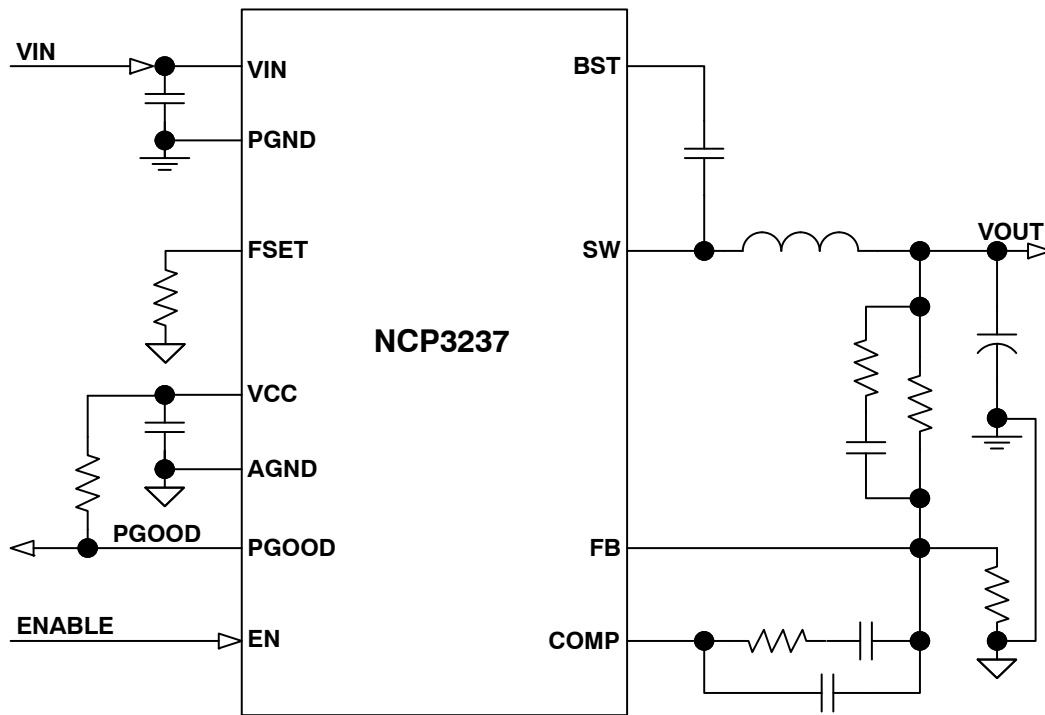 VIN
VIN
PGND
FSET
VCC
AGND
PGOOD
PGOOD
ENABLE
EN
NCP3237
BST
SW
VOUT
FB
COMP